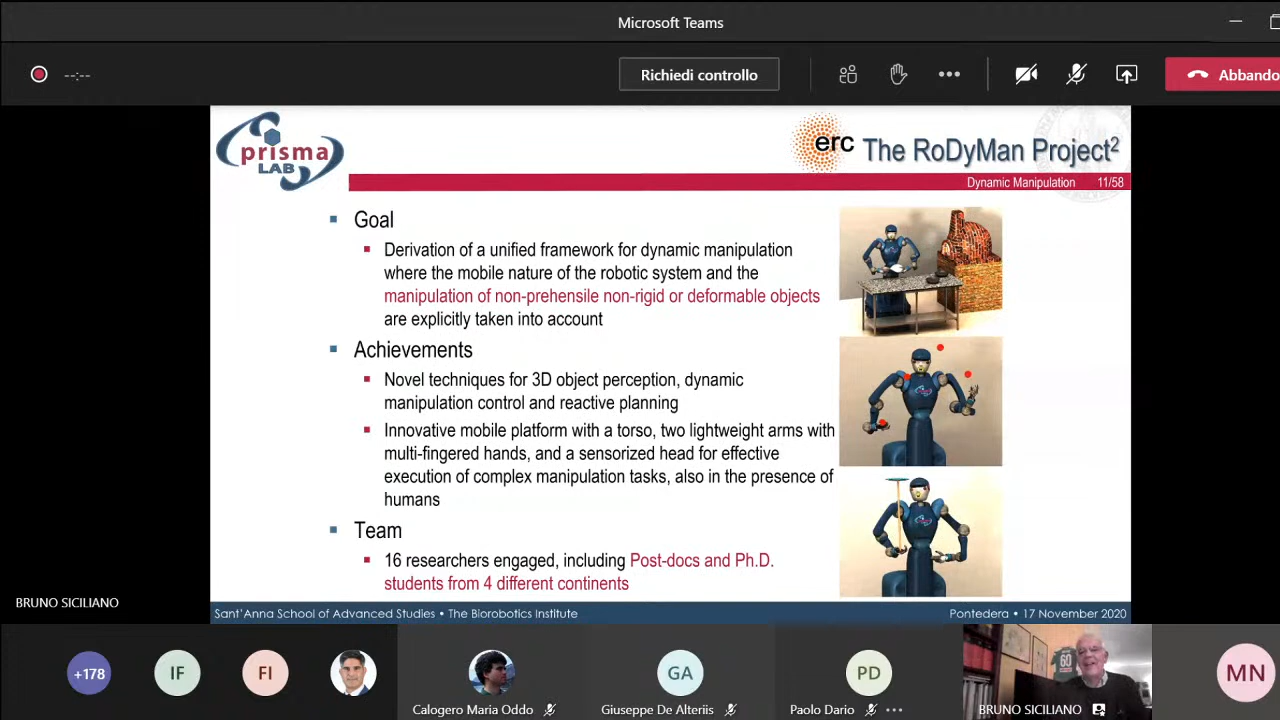 Microsoft Teams
--:--
Richiedi controllo
Abbando
prisma
LAB
erc
The RoDyMan Project²
Dynamic Manipulation 11/58
Goal
Derivation of a unified framework for dynamic manipulation
where the mobile nature of the robotic system and the
manipulation of non-prehensile non-rigid or deformable objects
are explicitly taken into account
Achievements
Novel techniques for 3D object perception, dynamic
manipulation control and reactive planning
Innovative mobile platform with a torso, two lightweight arms with
multi-fingered hands, and a sensorized head for effective
execution of complex manipulation tasks, also in the presence of
humans
Team
16 researchers engaged, including Post-docs and Ph.D.
students from 4 different continents
BRUNO SICILIANO
Sant'Anna School of Advanced Studies • The Biorobotics Institute
Pontedera • 17 November 2020
+178
IF
FI
GA
PD
60
MN
Calogero Maria Oddo
Giuseppe De Alteriis
Paolo Dario
BRUNO SICILIANO